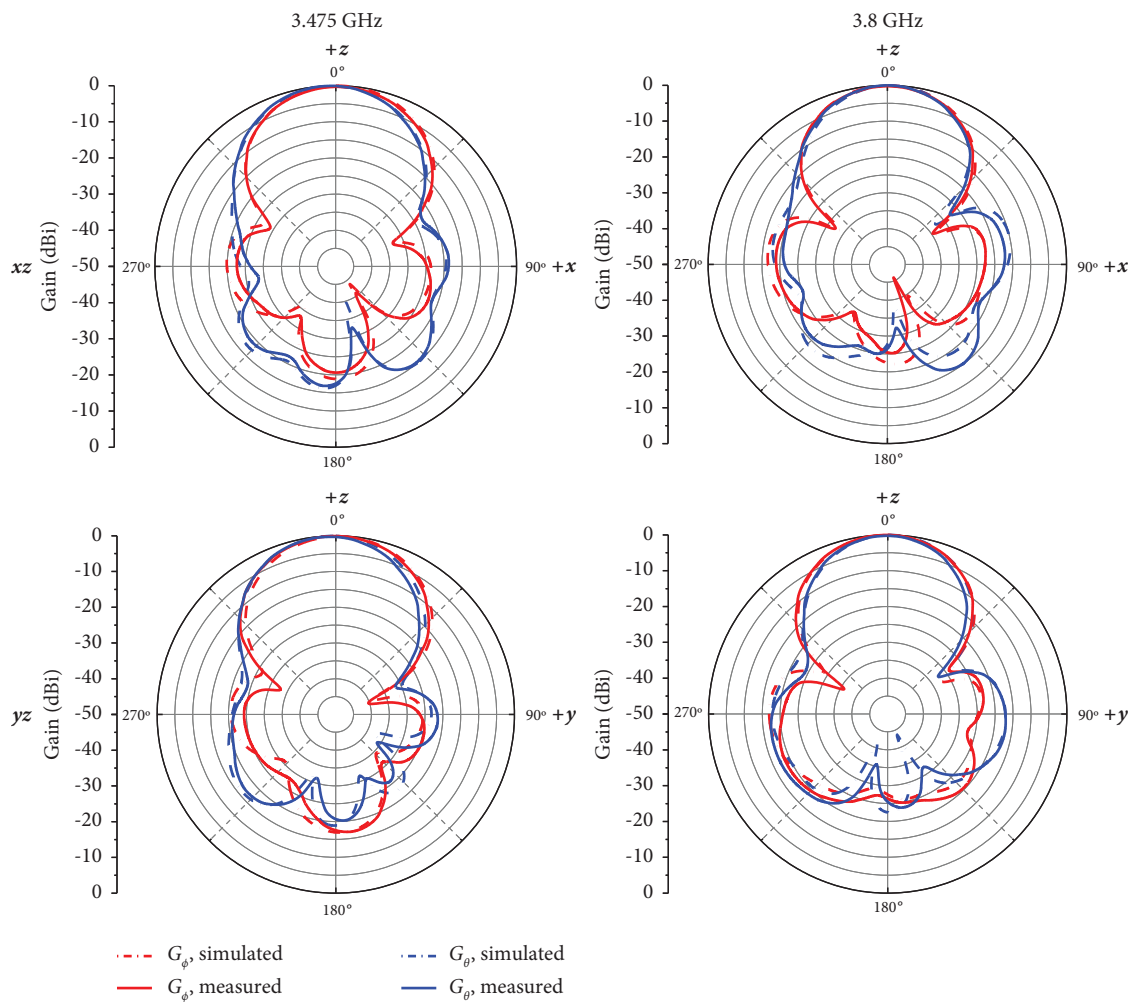 3.475 GHz
+z
0°
0
-10
-20
-30
-40
-50
-40
-30
-20
-10
0
Gain (dBi)
xz
270°
90° +x
180°
3.8 GHz
+z
0°
0
-10
-20
-30
-40
-50
-40
-30
-20
-10
0
Gain (dBi)
270°
90° +x
180°
+z
0°
0
-10
-20
-30
-40
-50
-40
-30
-20
-10
0
Gain (dBi)
yz
270°
90° +y
180°
+z
0°
0
-10
-20
-30
-40
-50
-40
-30
-20
-10
0
Gain (dBi)
270°
90° +y
180°
Gϕ, simulated
Gϕ, measured
Gθ, simulated
Gθ, measured